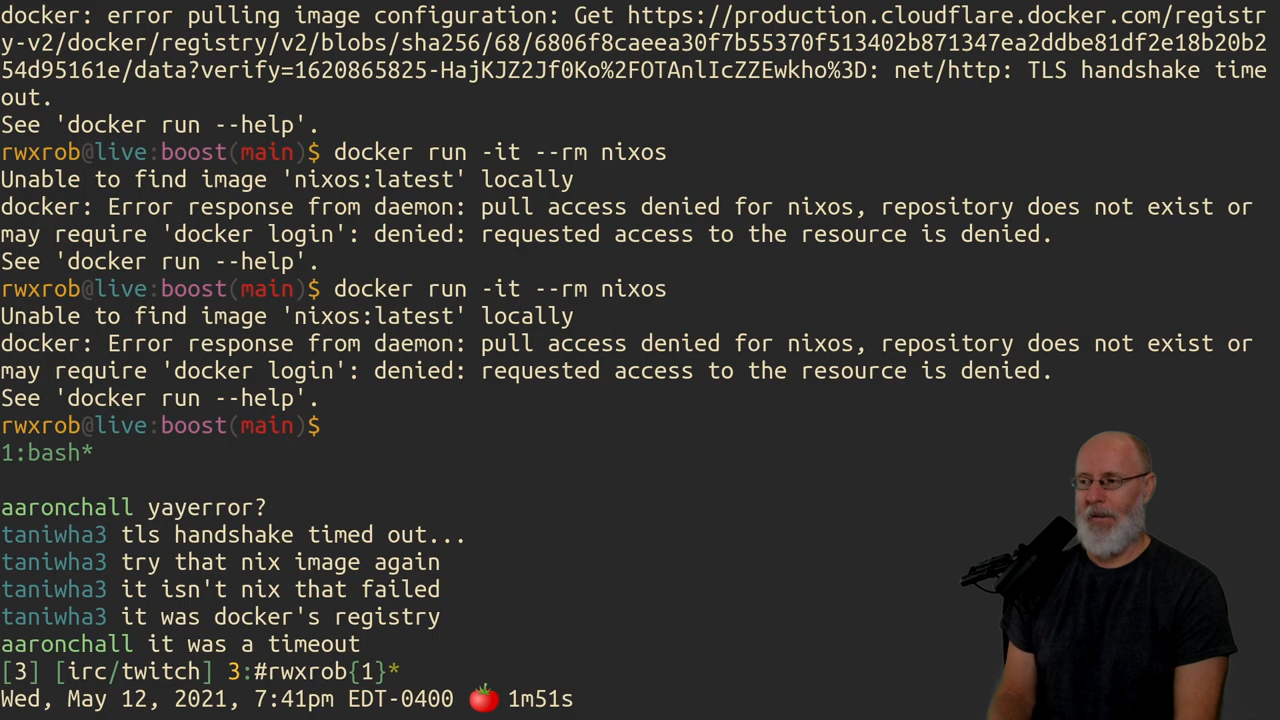 docker: error pulling image configuration: Get https://production.cloudflare.docker.com/registr
y-v2/docker/registry/v2/blobs/sha256/68/6806f8caeea30f7b55370f513402b871347ea2ddbe81df2e18b20b2
54d95161e/data?verify=1620865825-HajKJZ2Jf0Ko%2FOTAnlIcZZEwkho%3D: net/http: TLS handshake time
out.
See 'docker run --help'.
rwxrob@live:boost(main)$ docker run -it --rm nixos
Unable to find image 'nixos:latest' locally
docker: Error response from daemon: pull access denied for nixos, repository does not exist or
may require 'docker login': denied: requested access to the resource is denied.
See 'docker run --help'.
rwxrob@live:boost(main)$ docker run -it --rm nixos
Unable to find image 'nixos:latest' locally
docker: Error response from daemon: pull access denied for nixos, repository does not exist or
may require 'docker login': denied: requested access to the resource is denied.
See 'docker run --help'.
rwxrob@live:boost(main)$
1:bash*
aaronchall yayerror?
taniwha3 tls handshake timed out...
taniwha3 try that nix image again
taniwha3 it isn't nix that failed
taniwha3 it was docker's registry
aaronchall it was a timeout
[3] [irc/twitch] 3:#rwxrob{1}*
Wed, May 12, 2021, 7:41pm EDT-0400 🍅 1m51s